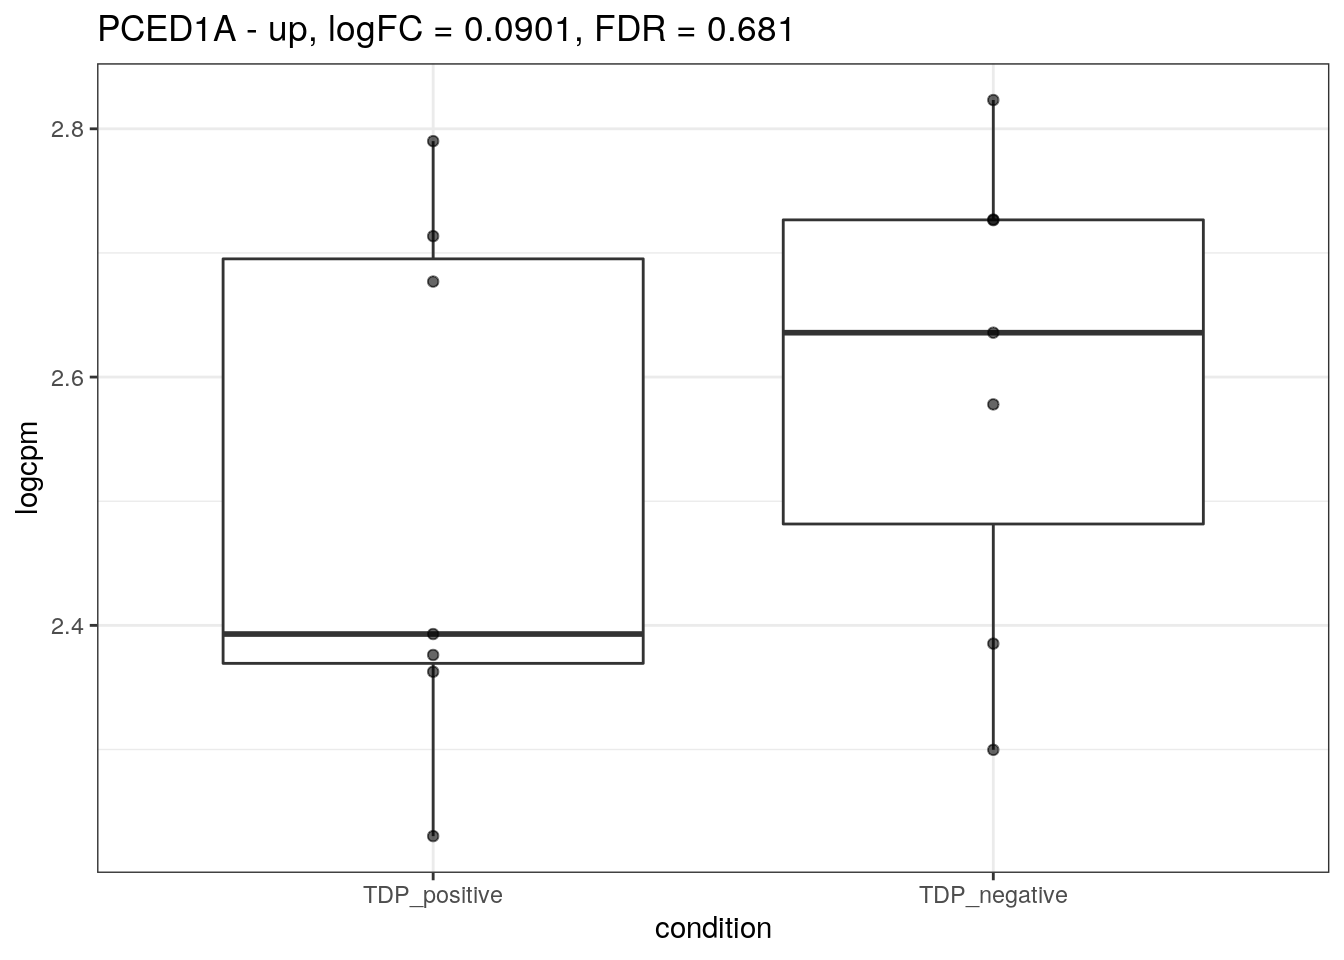 PCED1A - up, logFC = 0.0901, FDR = 0.681
2.8
2.6
2.4
logcpm
TDP_positive
TDP_negative
condition